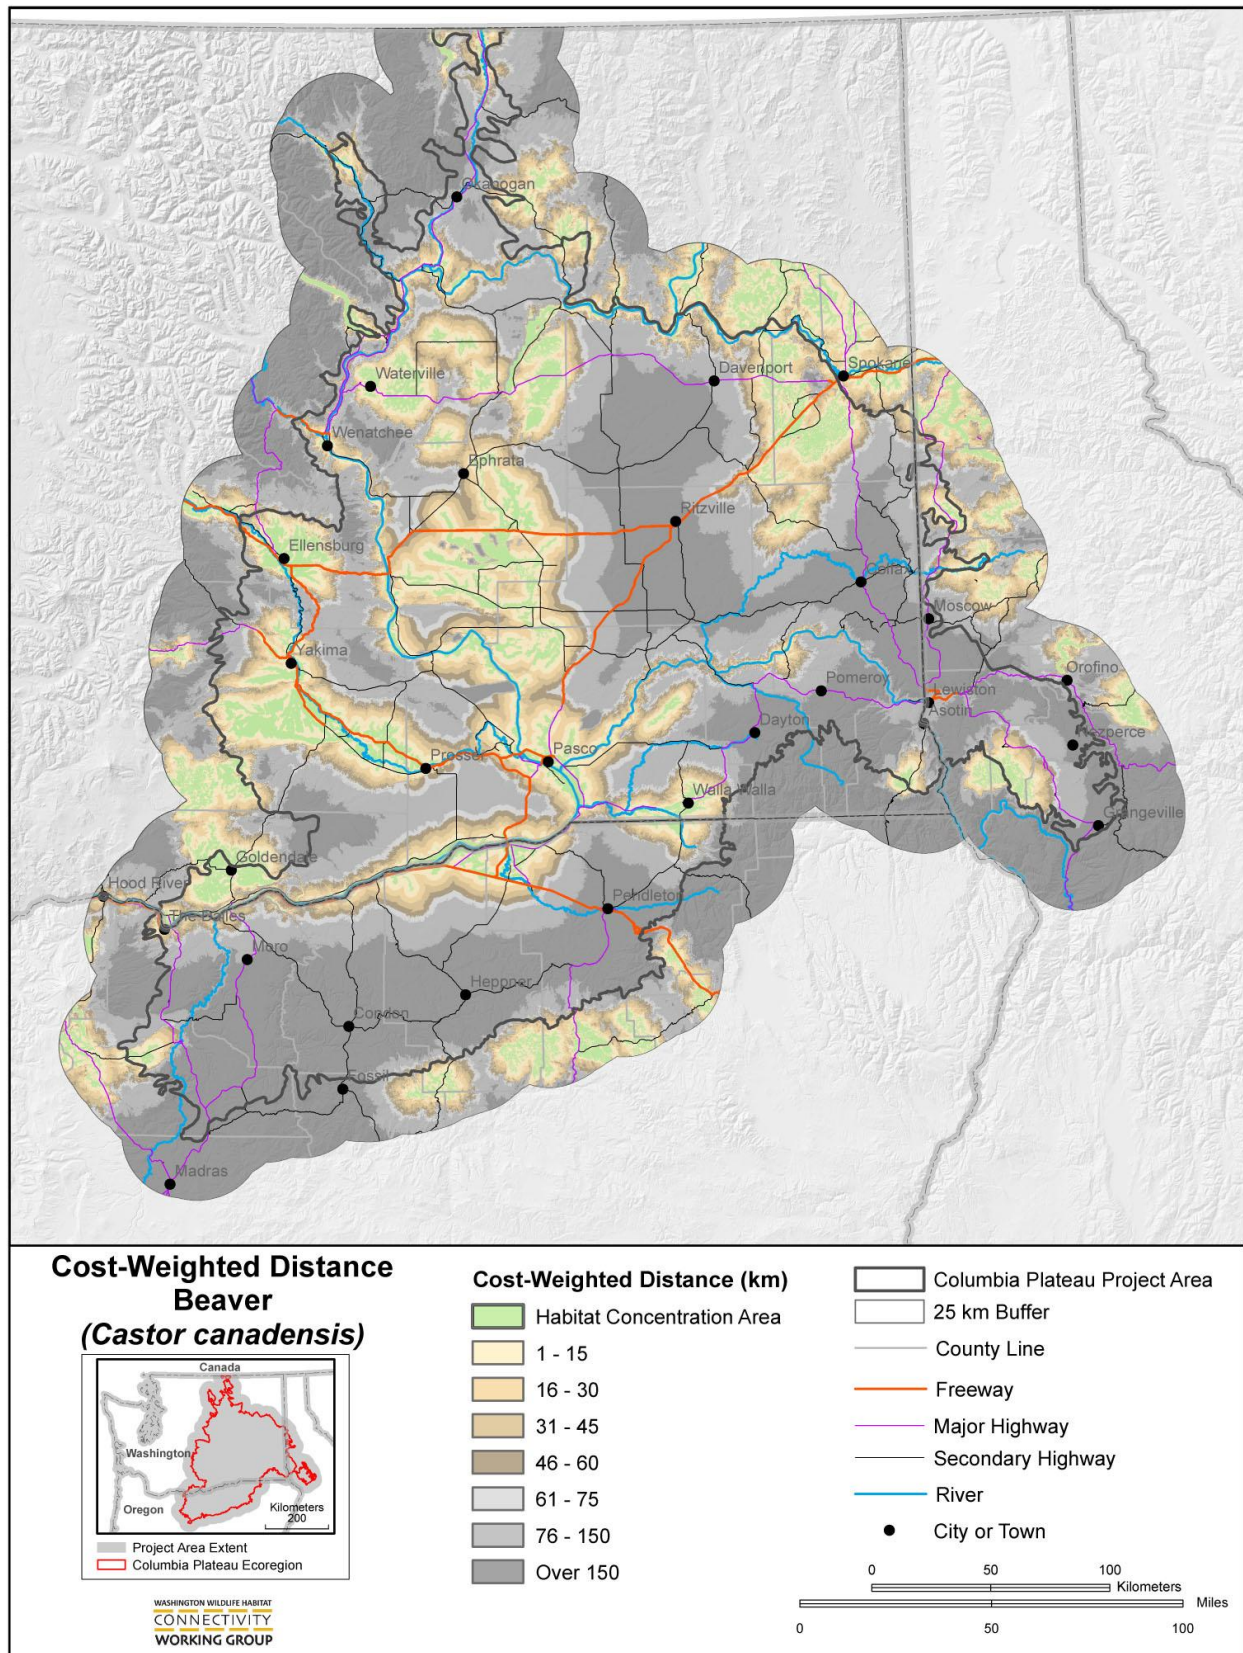 Okanogan
Spokane
Davenport
Waterville
Wenatchee
Ephrata
Ritzville
Ellensburg
Colfax
Moscow
Yakima
Orofino
Pomeroy
Lewiston
Asotin
Dayton
Nezperce
Pasco
Prosser
Walla Walla
Grangeville
Goldendale
Hood River
Pendleton
The Dalles
Moro
Heppner
Condon
Fossil
Madras
Cost-Weighted Distance
Beaver
(Castor canadensis)
Canada
Washington
Oregon
Kilometers
200
Project Area Extent
Columbia Plateau Ecoregion
WASHINGTON WILDLIFE HABITAT
CONNECTIVITY
WORKING GROUP
Cost-Weighted Distance (km)
Habitat Concentration Area
1 - 15
16 - 30
31 - 45
46 - 60
61 - 75
76 - 150
Over 150
Columbia Plateau Project Area
25 km Buffer
County Line
Freeway
Major Highway
Secondary Highway
River
City or Town
0 50 100
Kilometers
Miles
0 50 100